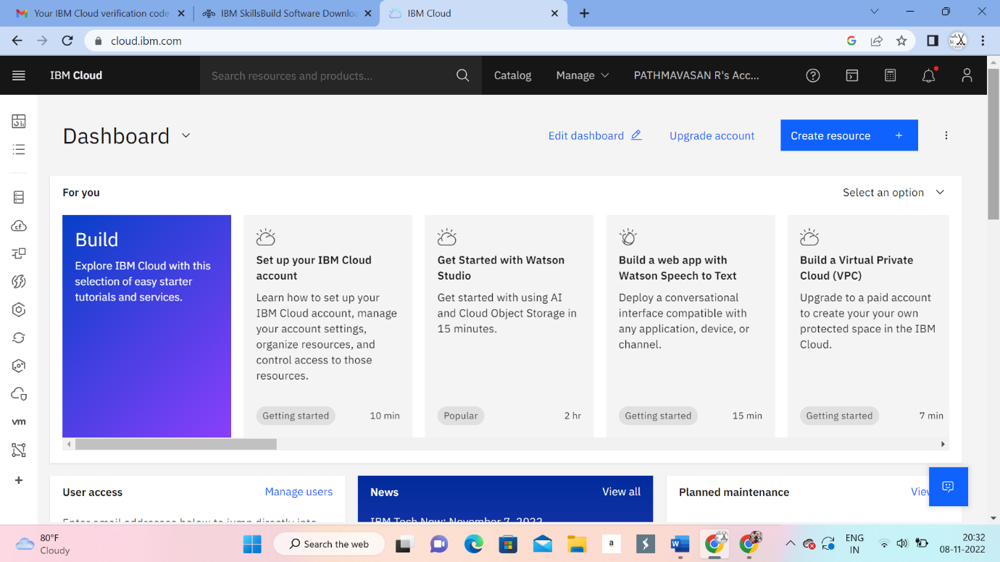 Your IBM Cloud verification code
IBM SkillsBuild Software Downloa
IBM Cloud
cloud.ibm.com
IBM Cloud
Search resources and products...
Catalog
Manage
PATHMAVASAN R's Acc...
Dashboard
Edit dashboard
Upgrade account
Create resource +
For you
Select an option
Build
Explore IBM Cloud with this
selection of easy starter
tutorials and services.
Set up your IBM Cloud
account
Learn how to set up your
IBM Cloud account, manage
your account settings,
organize resources, and
control access to those
resources.
Getting started
10 min
Get Started with Watson
Studio
Get started with using AI
and Cloud Object Storage in
15 minutes.
Popular
2 hr
Build a web app with
Watson Speech to Text
Deploy a conversational
interface compatible with
any application, device, or
channel.
Getting started
15 min
Build a Virtual Private
Cloud (VPC)
Upgrade to a paid account
to create your your own
protected space in the IBM
Cloud.
Getting started
7 min
cf
vm
User access
Manage users
Enter email addresses below to jump directly into
News
View all
IBM Tech Now: November 7, 2022
Planned maintenance
View
80°F
Cloudy
Search the web
a
W
ENG
IN
20:32
08-11-2022